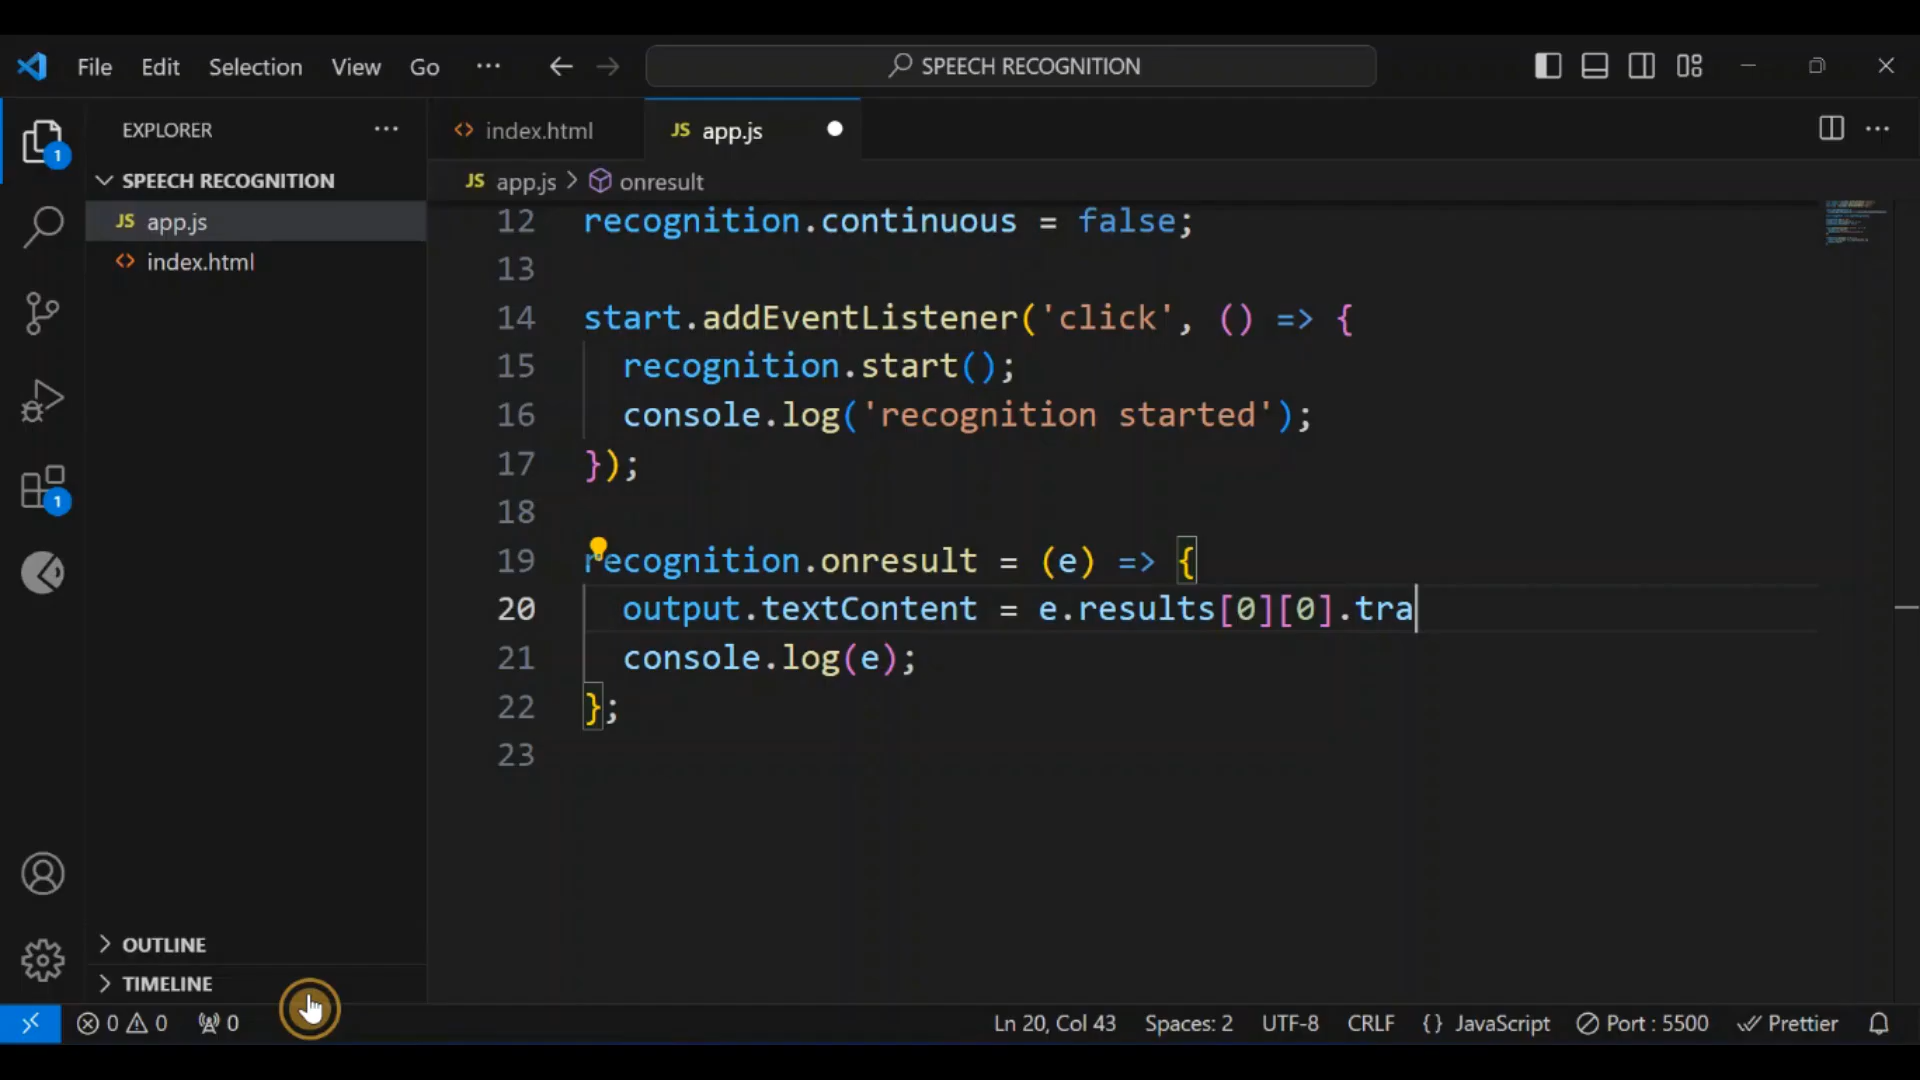 File Edit Selection View Go ··· SPEECH RECOGNITION
EXPLORER ···
SPEECH RECOGNITION
JS app.js
<> index.html
1
1
OUTLINE
TIMELINE
<> index.html JS app.js
JS app.js > onresult
12 recognition.continuous = false;
13
14 start.addEventListener('click', () => {
15 recognition.start();
16 console.log('recognition started');
17 });
18
19 recognition.onresult = (e) => {
20 output.textContent = e.results[0][0].tra
21 console.log(e);
22 };
23
0 0 0 Ln 20, Col 43 Spaces: 2 UTF-8 CRLF {} JavaScript Port : 5500 Prettier